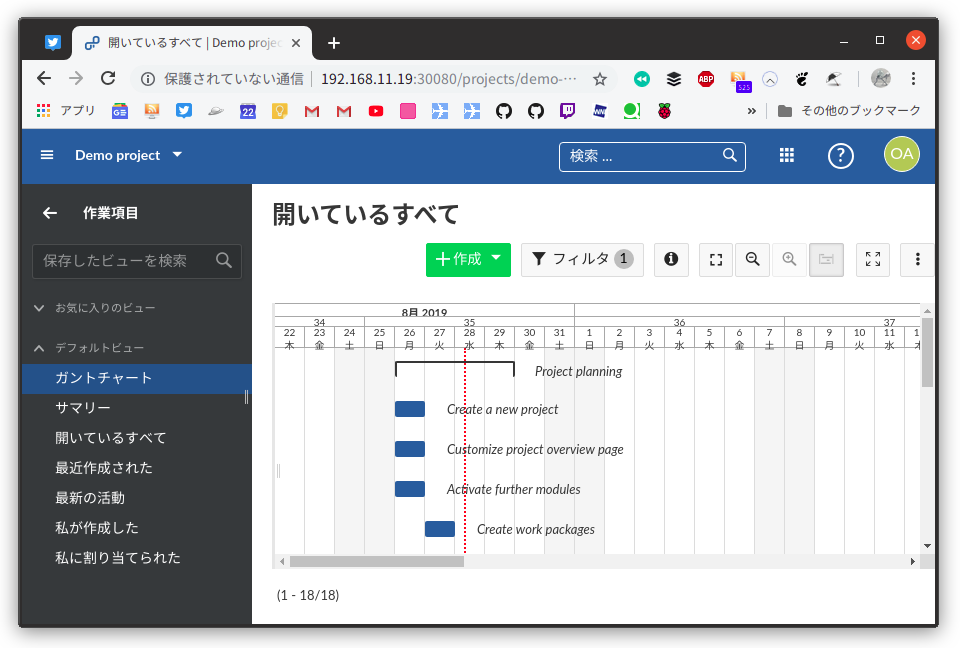 開いているすべて | Demo projec
保護されていない通信 | 192.168.11.19:30080/projects/demo-…
ABP
525
アプリ
GE
22
その他のブックマーク
Demo project
検索 ...
?
OA
作業項目
保存したビューを検索
お気に入りのビュー
デフォルトビュー
ガントチャート
サマリー
開いているすべて
最近作成された
最新の活動
私が作成した
私に割り当てられた
開いているすべて
+作成
フィルタ 1
8月 2019
34 35 36 37
22 23 24 25 26 27 28 29 30 31 1 2 3 4 5 6 7 8 9 10 11
木 金 土 日 月 火 水 木 金 土 日 月 火 水 木 金 土 日 月 火 水
Project planning
Create a new project
Customize project overview page
Activate further modules
Create work packages
(1 - 18/18)